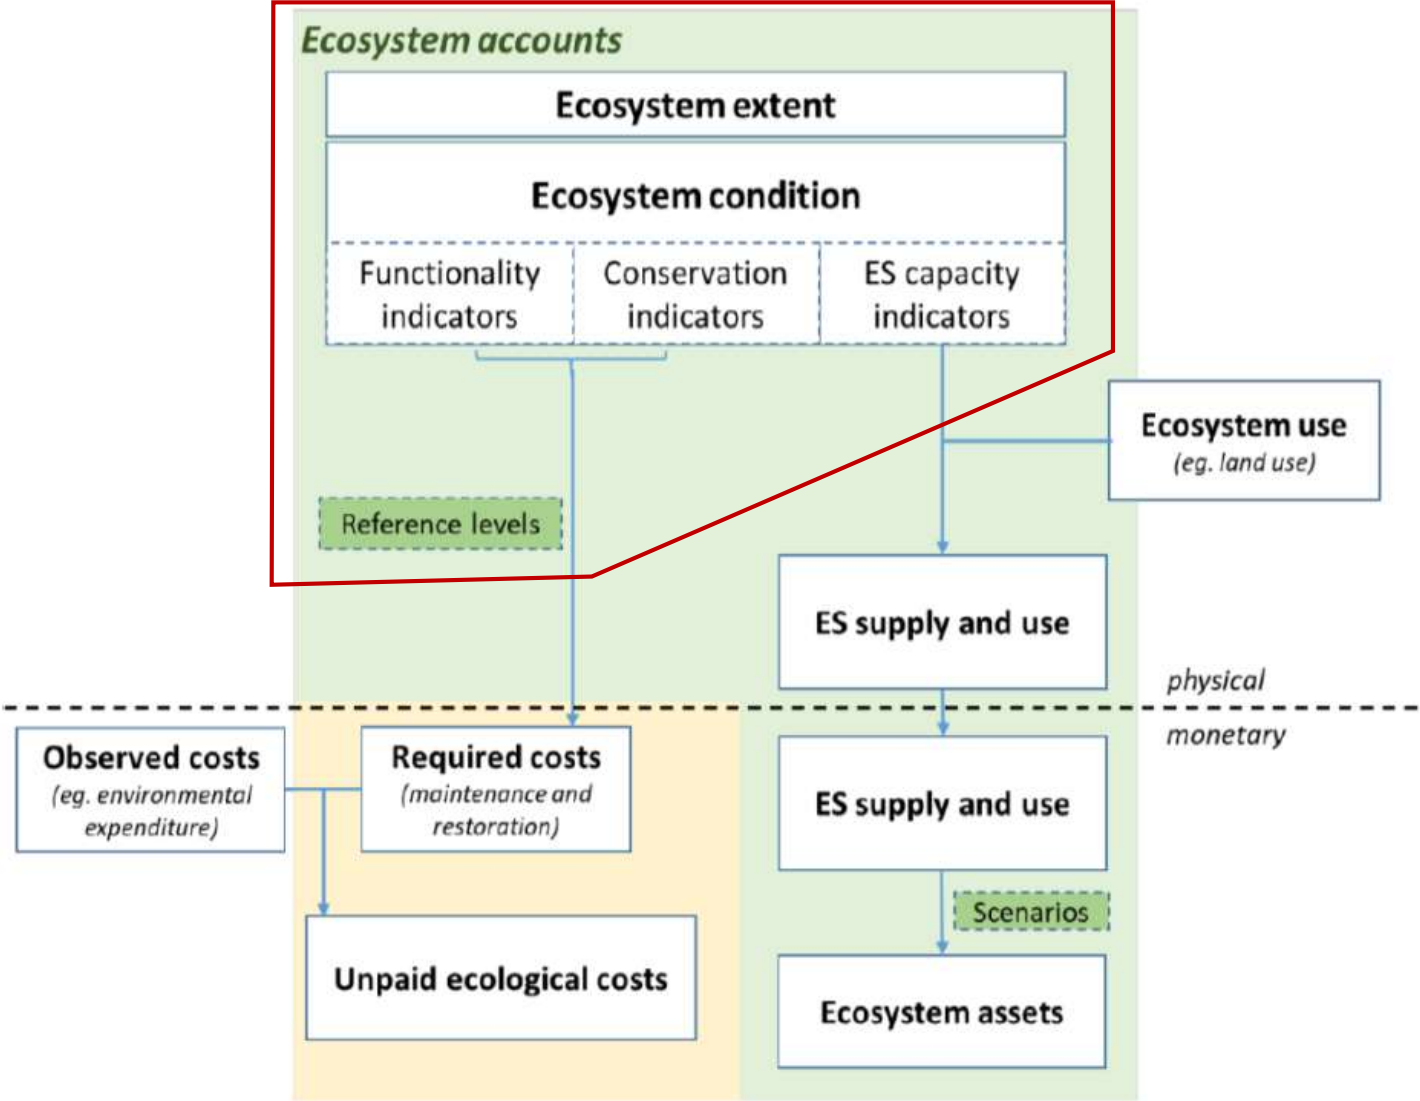 Ecosystem accounts
Ecosystem extent
Ecosystem condition
Functionality
indicators
Conservation
indicators
ES capacity
indicators
Ecosystem use
(eg. land use)
Reference levels
ES supply and use
physical
monetary
Observed costs
(eg. environmental
expenditure)
Required costs
(maintenance and
restoration)
ES supply and use
Scenarios
Unpaid ecological costs
Ecosystem assets